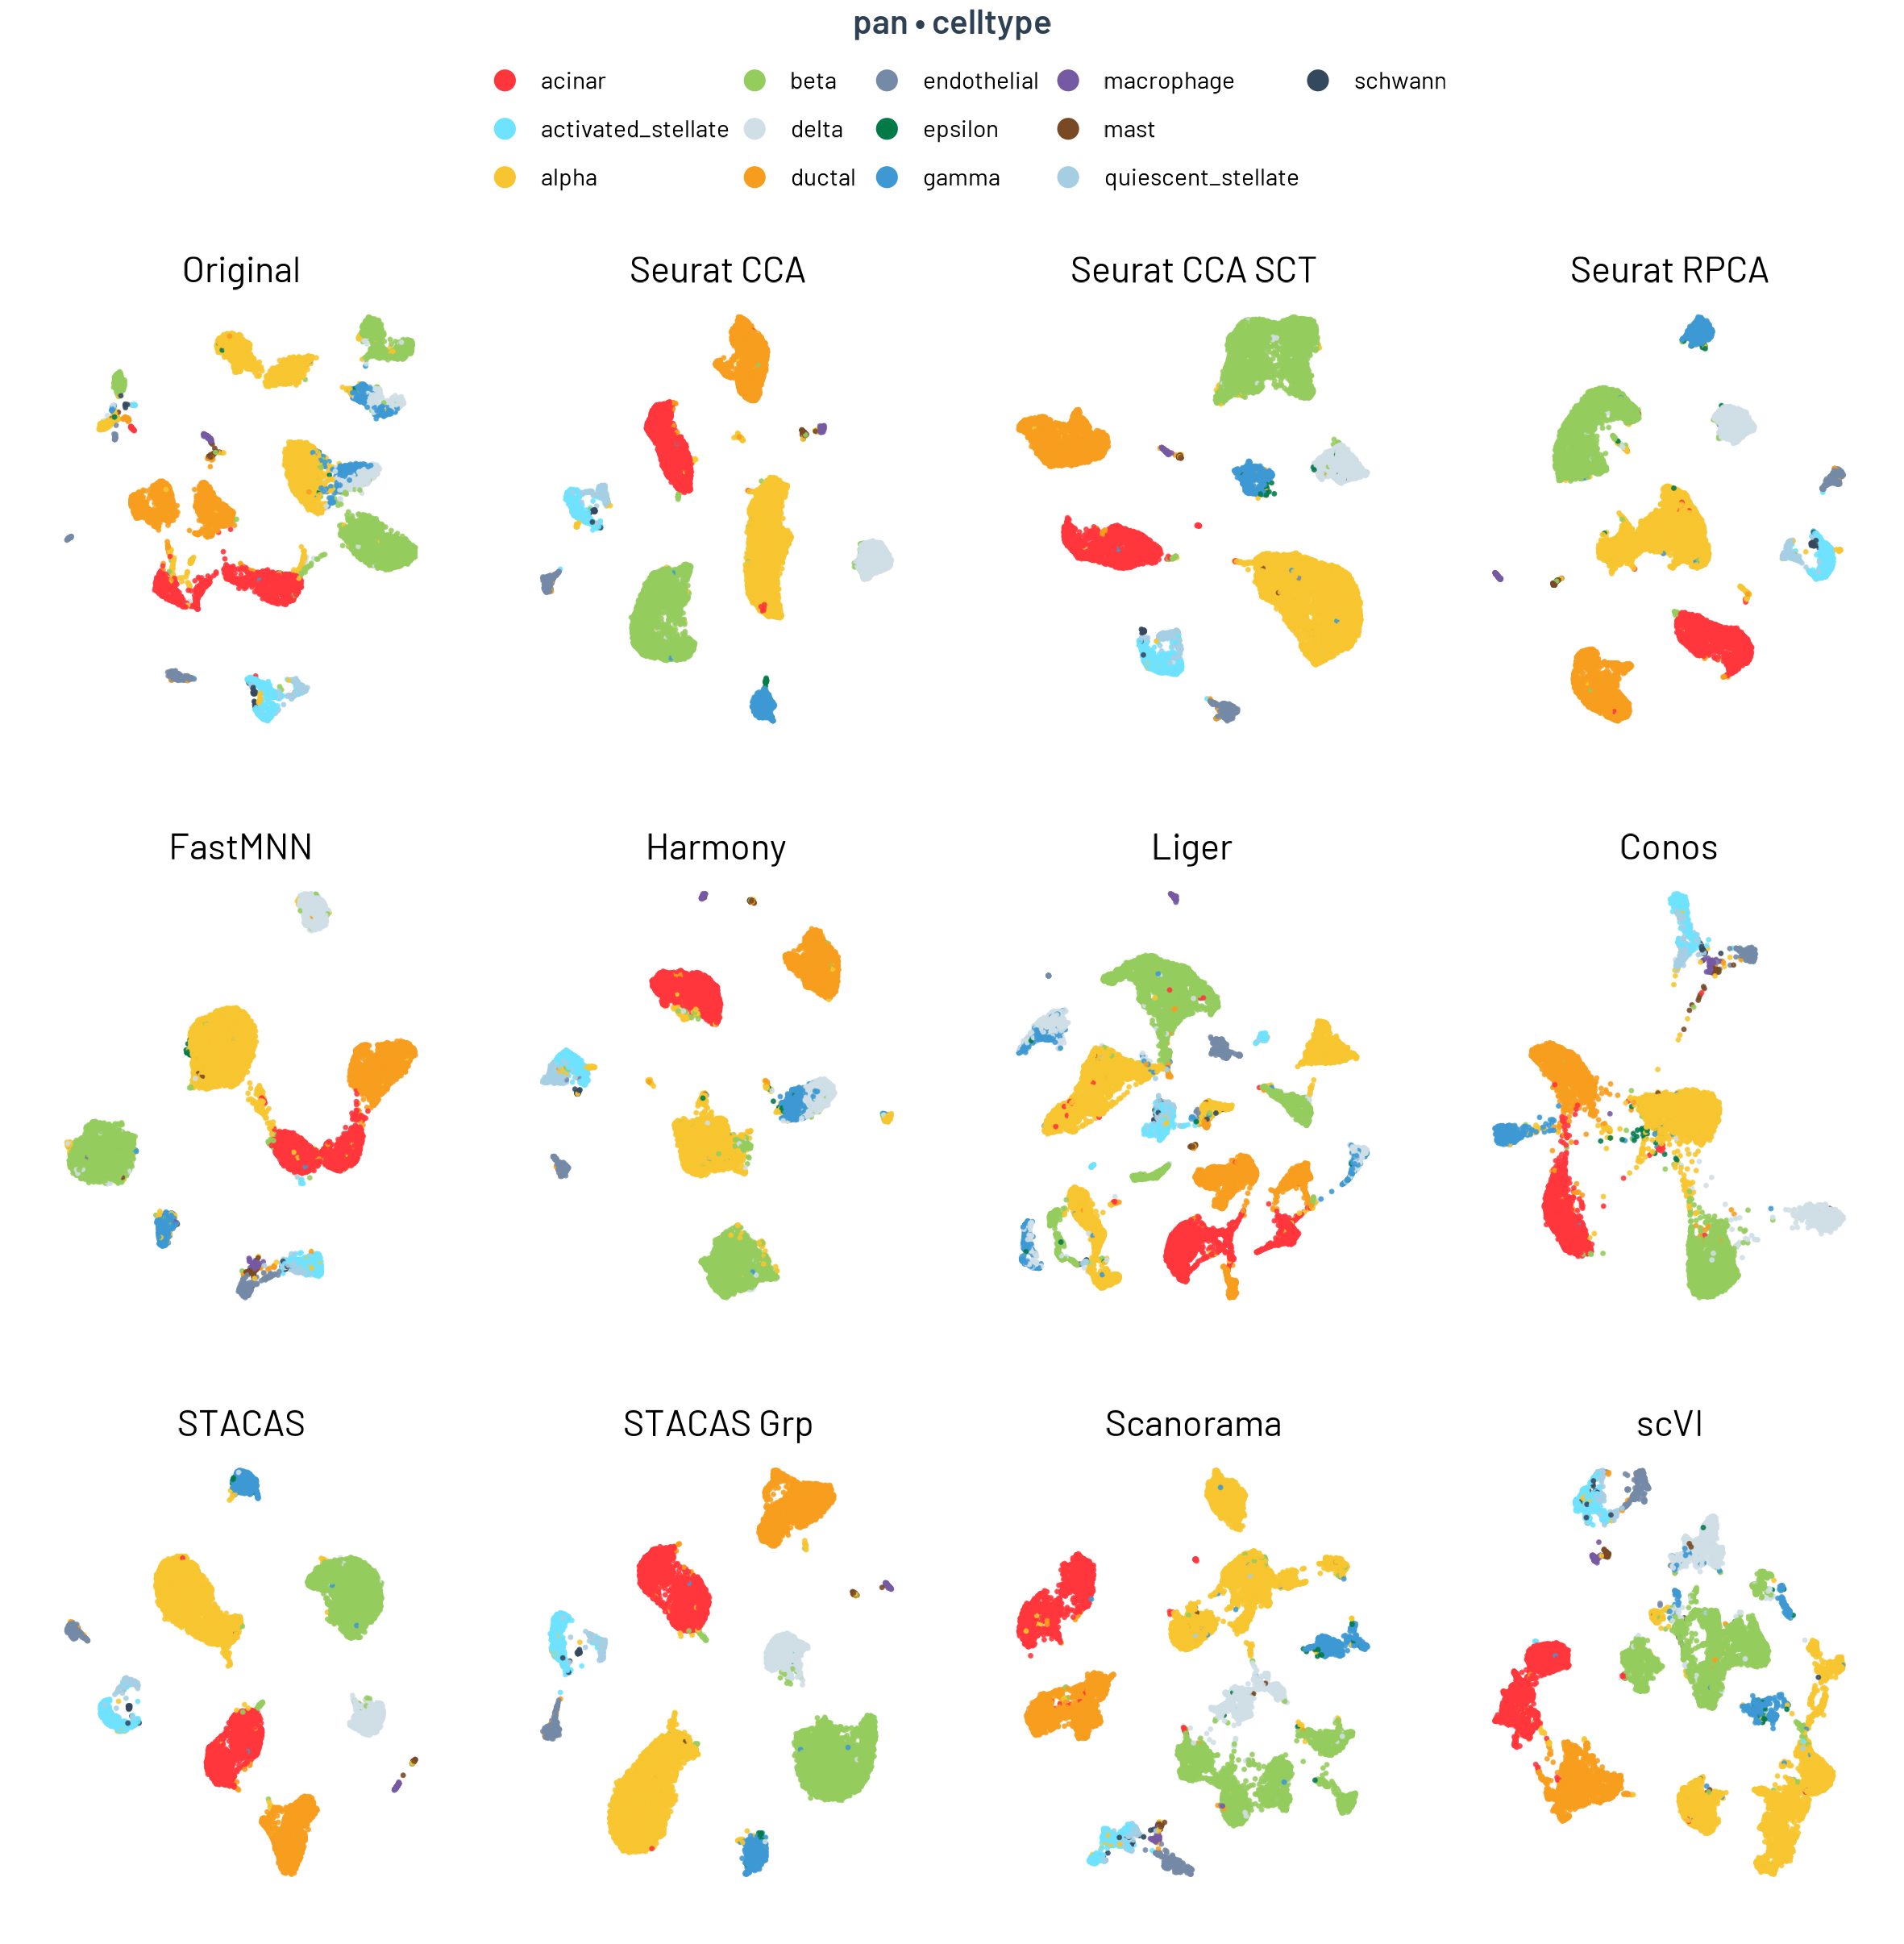 pan • celltype
acinar beta endothelial macrophage schwann
activated_stellate delta epsilon mast
alpha ductal gamma quiescent_stellate
Original Seurat CCA Seurat CCA SCT Seurat RPCA
FastMNN Harmony Liger Conos
STACAS STACAS Grp Scanorama scVI